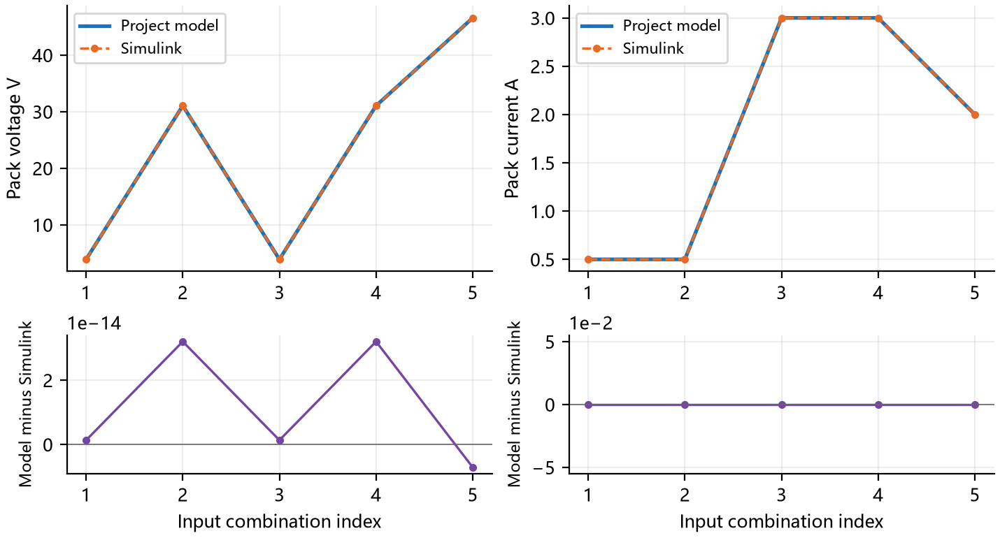 Pack voltage V
40
30
20
10
Project model
Simulink
1 2 3 4 5
Pack current A
3.0
2.5
2.0
1.5
1.0
0.5
Project model
Simulink
1 2 3 4 5
Model minus Simulink
1e−14
2
0
1 2 3 4 5
Input combination index
Model minus Simulink
1e−2
5
0
−5
1 2 3 4 5
Input combination index